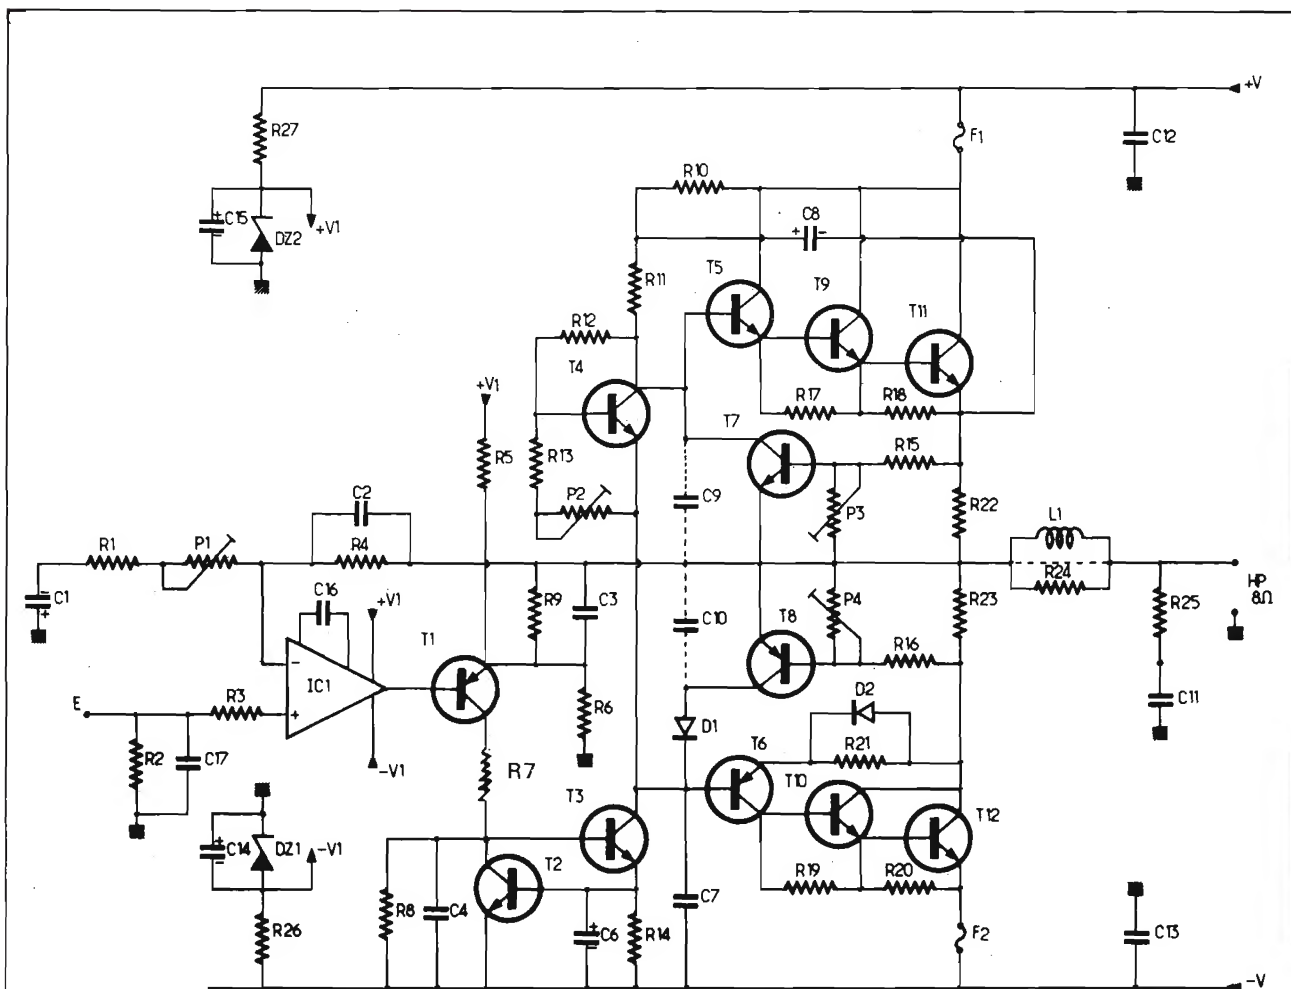 +V
R27
F1
C12
R10
C15
+V1
DZ2
C8
R11
T5
T9
T11
R12
T4
+V1
R17
R18
T7
R5
R13
R15
P2
C9
P3
R22
C2
L1
R1
P1
R4
R24
HP
8Ω
C1
C16
+V1
R9
C3
C10
T8
P4
R23
R25
T1
R16
IC1
−
+
E
R3
R6
D2
C11
R2
C17
−V1
R7
D1
T6
R21
T10
T3
T12
C14
DZ1
−V1
T2
R19
R20
R8
C4
C6
R14
C7
R26
F2
C13
−V